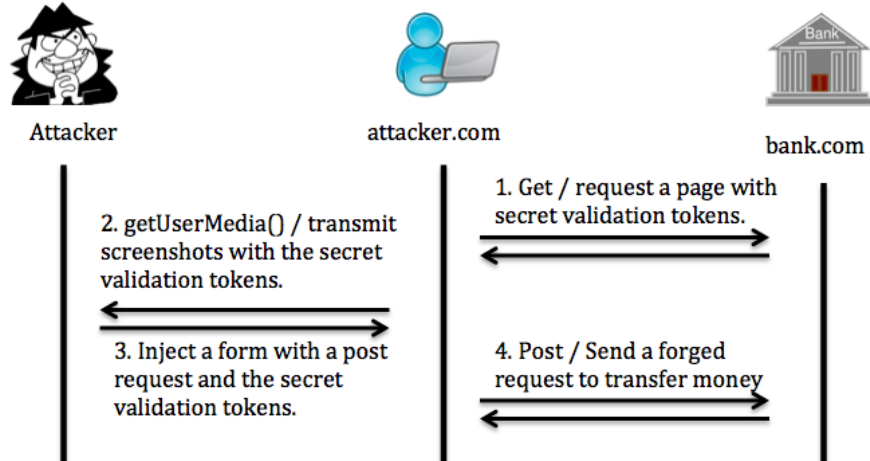 Bank
Attacker
attacker.com
bank.com
1. Get / request a page with
secret validation tokens.
2. getUserMedia() / transmit
screenshots with the secret
validation tokens.
3. Inject a form with a post
request and the secret
validation tokens.
4. Post / Send a forged
request to transfer money